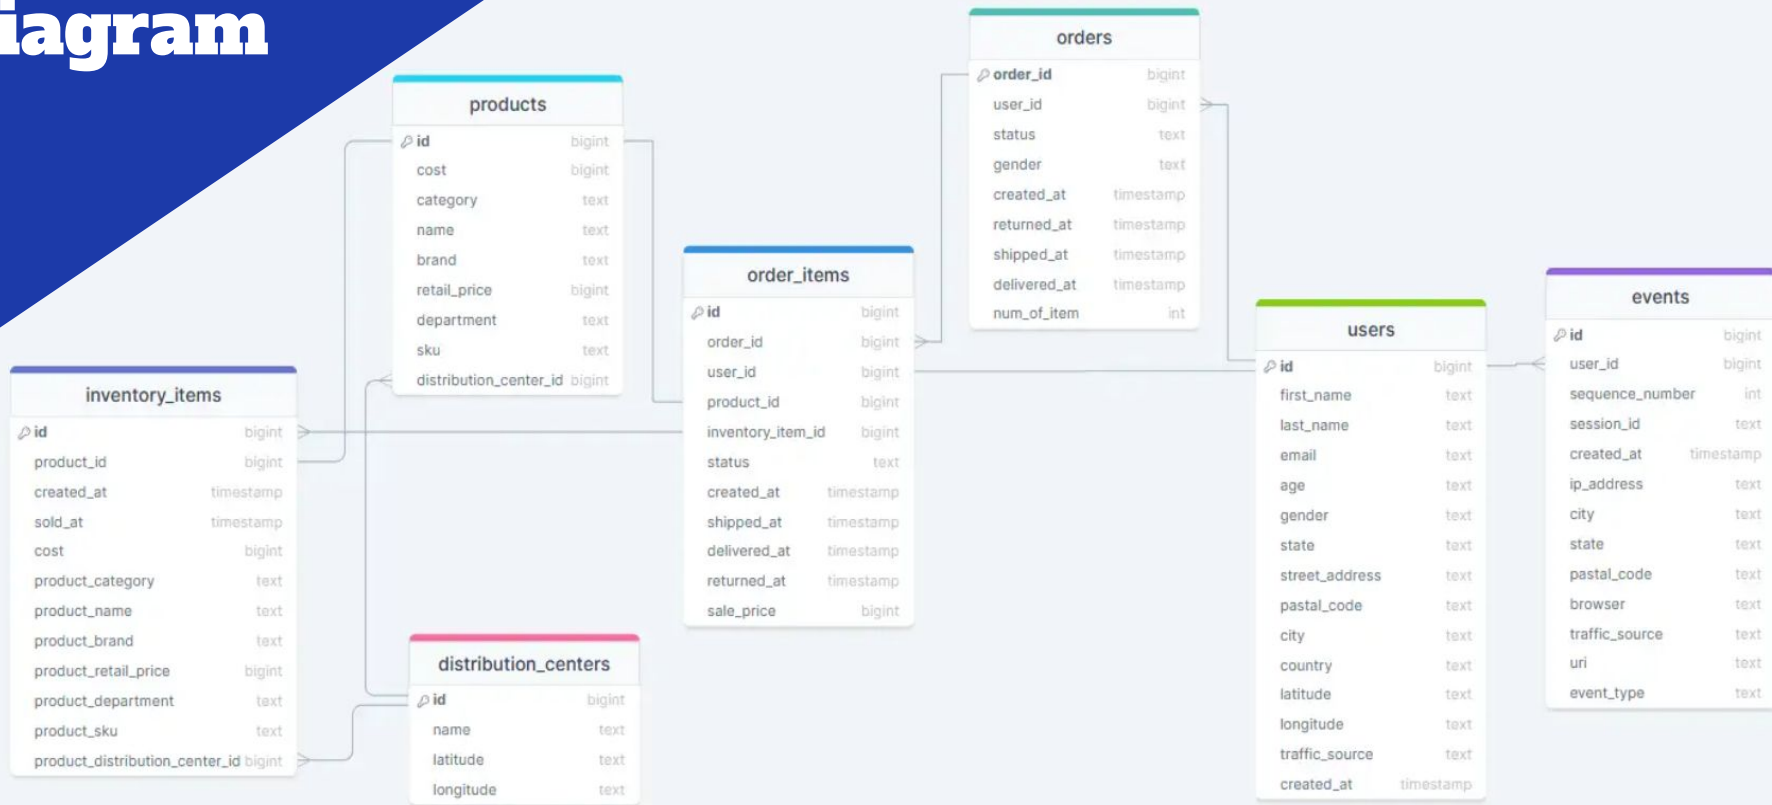 iagram
products
id bigint
cost bigint
category text
name text
brand text
retail_price bigint
department text
sku text
distribution_center_id bigint
orders
order_id bigint
user_id bigint
status text
gender text
created_at timestamp
returned_at timestamp
shipped_at timestamp
delivered_at timestamp
num_of_item int
order_items
id bigint
order_id bigint
user_id bigint
product_id bigint
inventory_item_id bigint
status text
created_at timestamp
shipped_at timestamp
delivered_at timestamp
returned_at timestamp
sale_price bigint
users
id bigint
first_name text
last_name text
email text
age text
gender text
state text
street_address text
pastal_code text
city text
country text
latitude text
longitude text
traffic_source text
created_at timestamp
events
id bigint
user_id bigint
sequence_number int
session_id text
created_at timestamp
ip_address text
city text
state text
pastal_code text
browser text
traffic_source text
uri text
event_type text
inventory_items
id bigint
product_id bigint
created_at timestamp
sold_at timestamp
cost bigint
product_category text
product_name text
product_brand text
product_retail_price bigint
product_department text
product_sku text
product_distribution_center_id bigint
distribution_centers
id bigint
name text
latitude text
longitude text